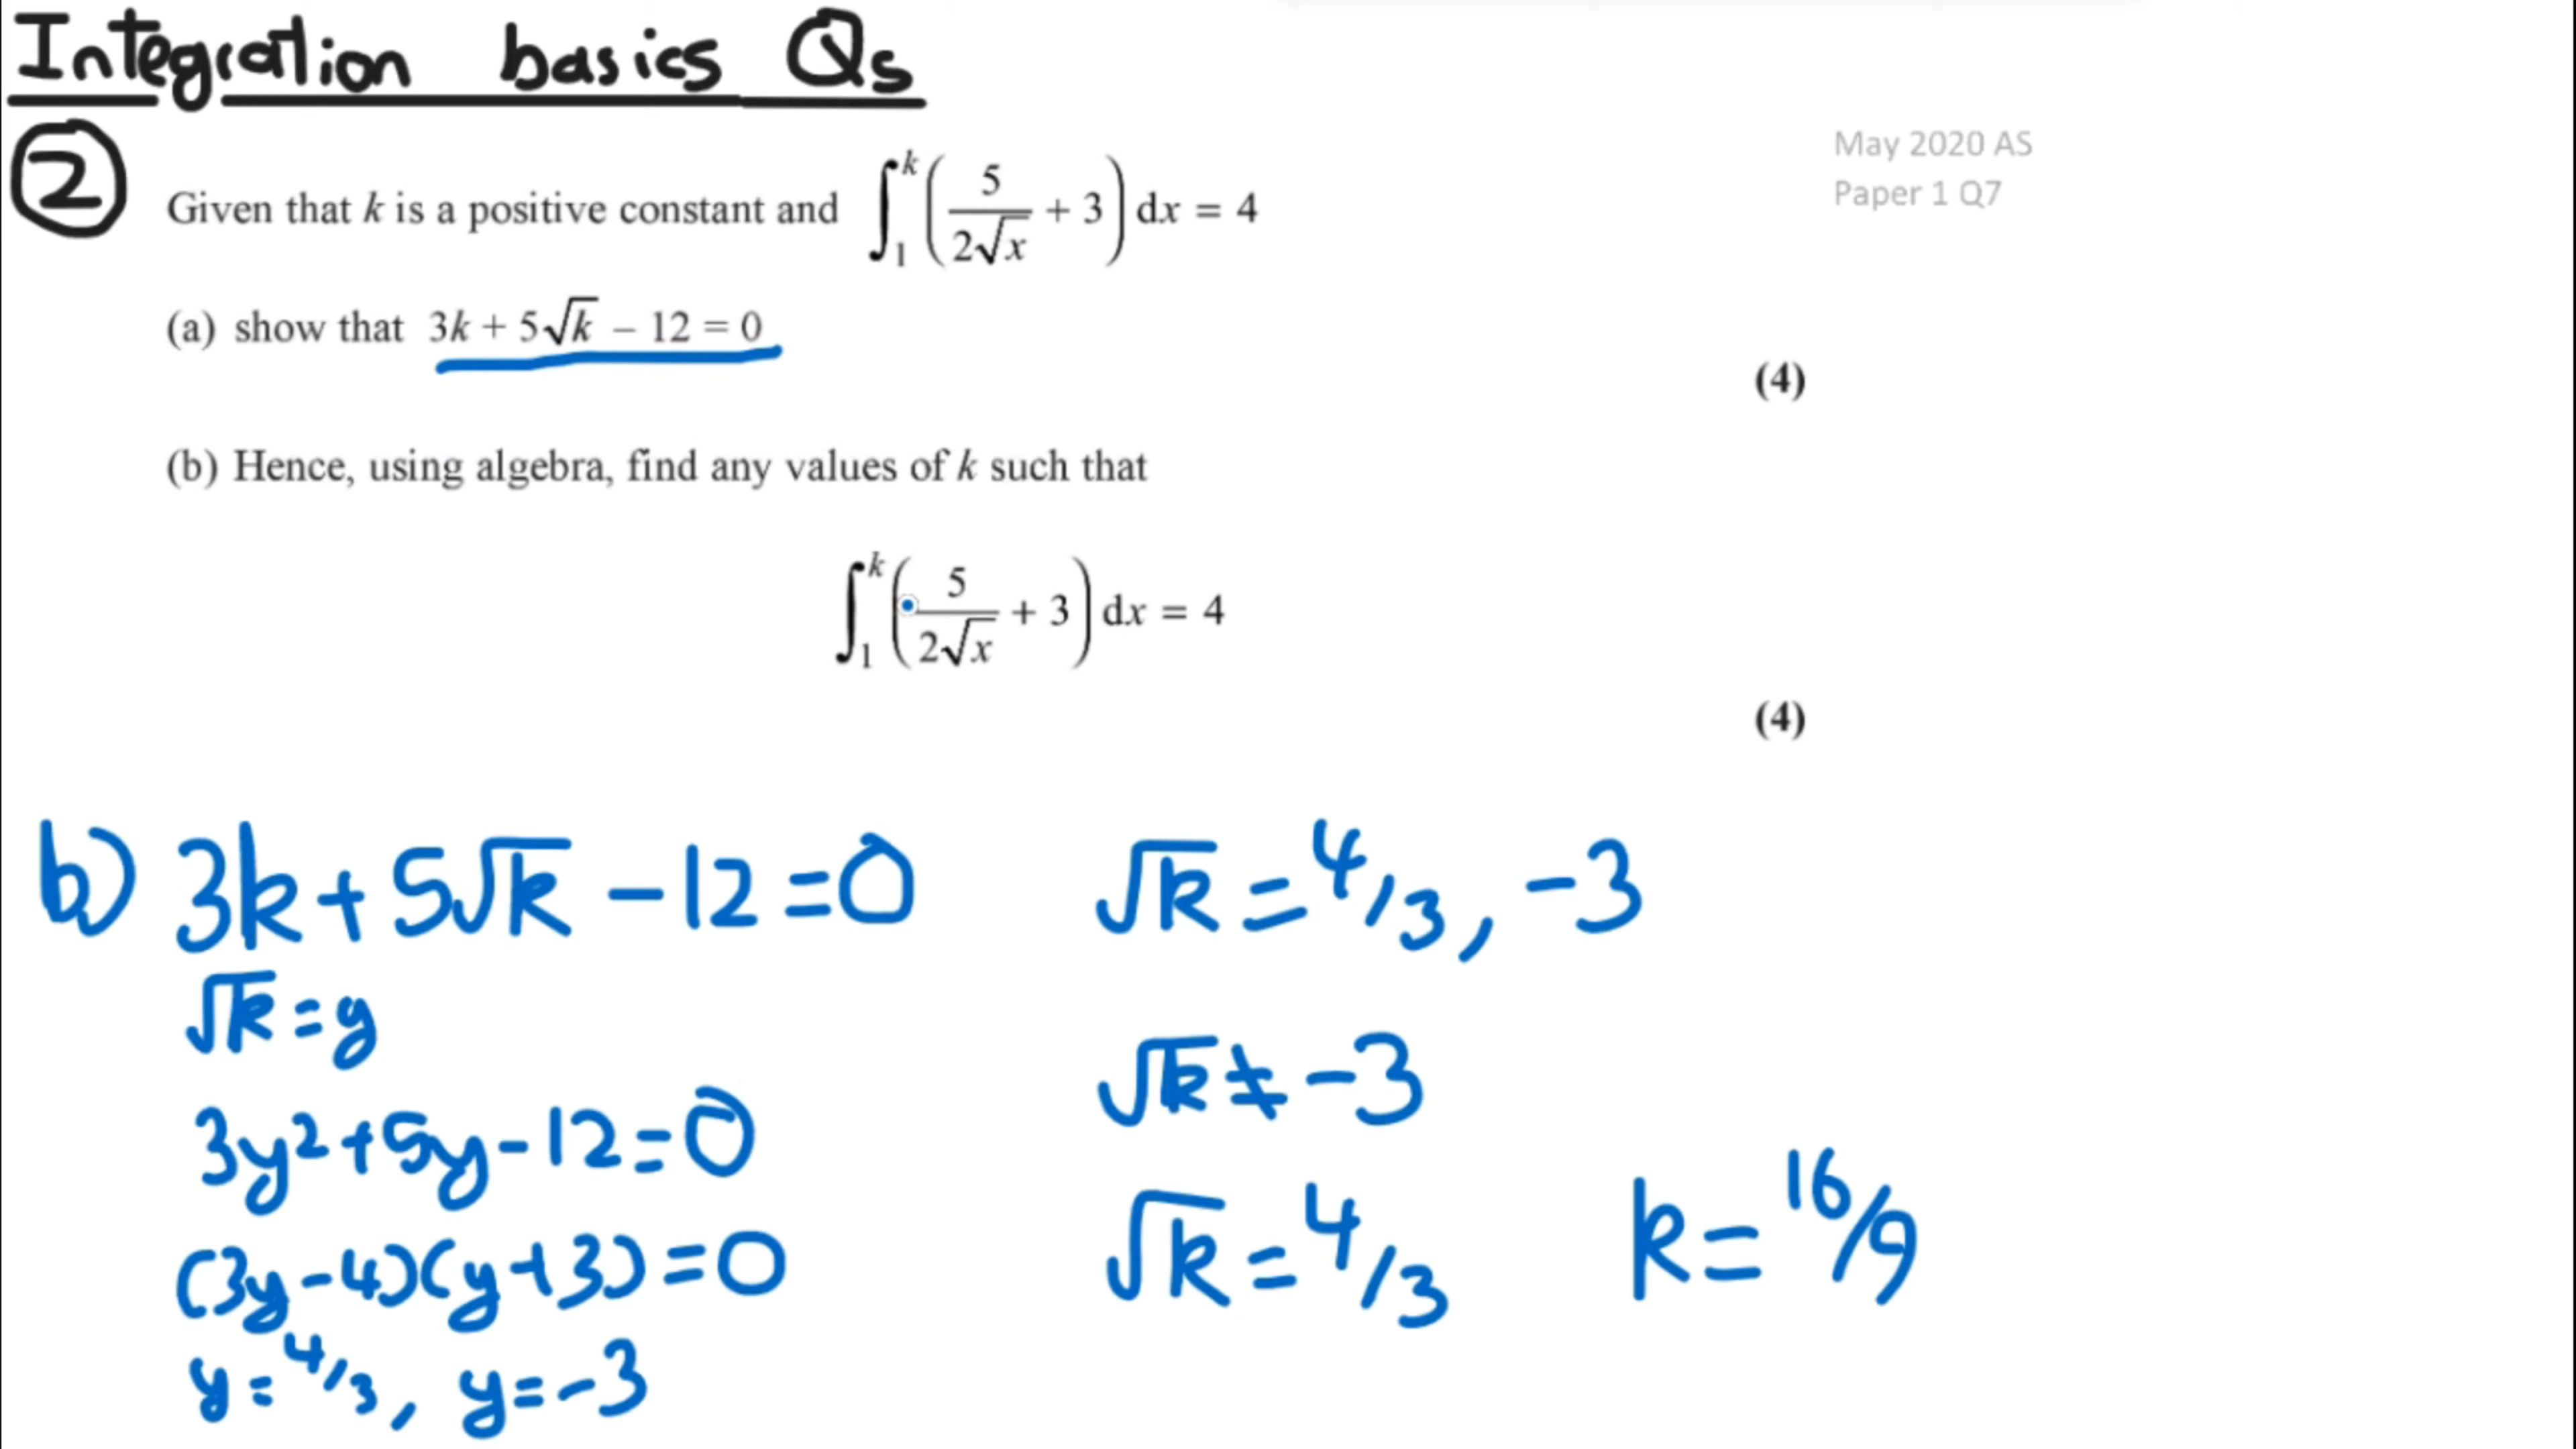 Integration basics Qs
May 2020 AS
Paper 1 Q7
② Given that k is a positive constant and ∫₁ᵏ (5/(2√x) + 3) dx = 4
(a) show that 3k + 5√k – 12 = 0
(4)
(b) Hence, using algebra, find any values of k such that
∫₁ᵏ (5/(2√x) + 3) dx = 4
(4)
b) 3k + 5√k – 12 = 0
√k = y
3y² + 5y – 12 = 0
(3y – 4)(y + 3) = 0
y = 4/3, y = –3
√k = 4/3, –3
√k ≠ –3
√k = 4/3 k = 16/9